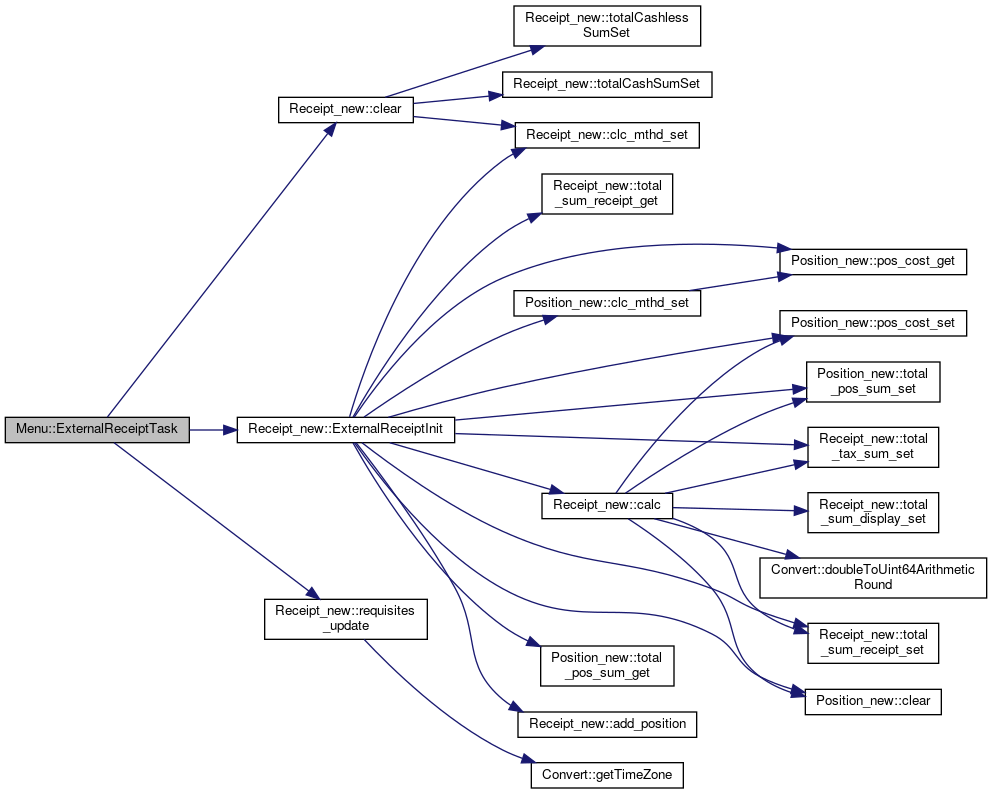 Receipt_new::totalCashless
SumSet
Receipt_new::totalCashSumSet
Receipt_new::clear
Receipt_new::clc_mthd_set
Receipt_new::total
_sum_receipt_get
Position_new::pos_cost_get
Position_new::clc_mthd_set
Position_new::pos_cost_set
Position_new::total
_pos_sum_set
Menu::ExternalReceiptTask
Receipt_new::ExternalReceiptInit
Receipt_new::total
_tax_sum_set
Receipt_new::calc
Receipt_new::total
_sum_display_set
Convert::doubleToUint64Arithmetic
Round
Receipt_new::requisites
_update
Receipt_new::total
_sum_receipt_set
Position_new::total
_pos_sum_get
Position_new::clear
Receipt_new::add_position
Convert::getTimeZone